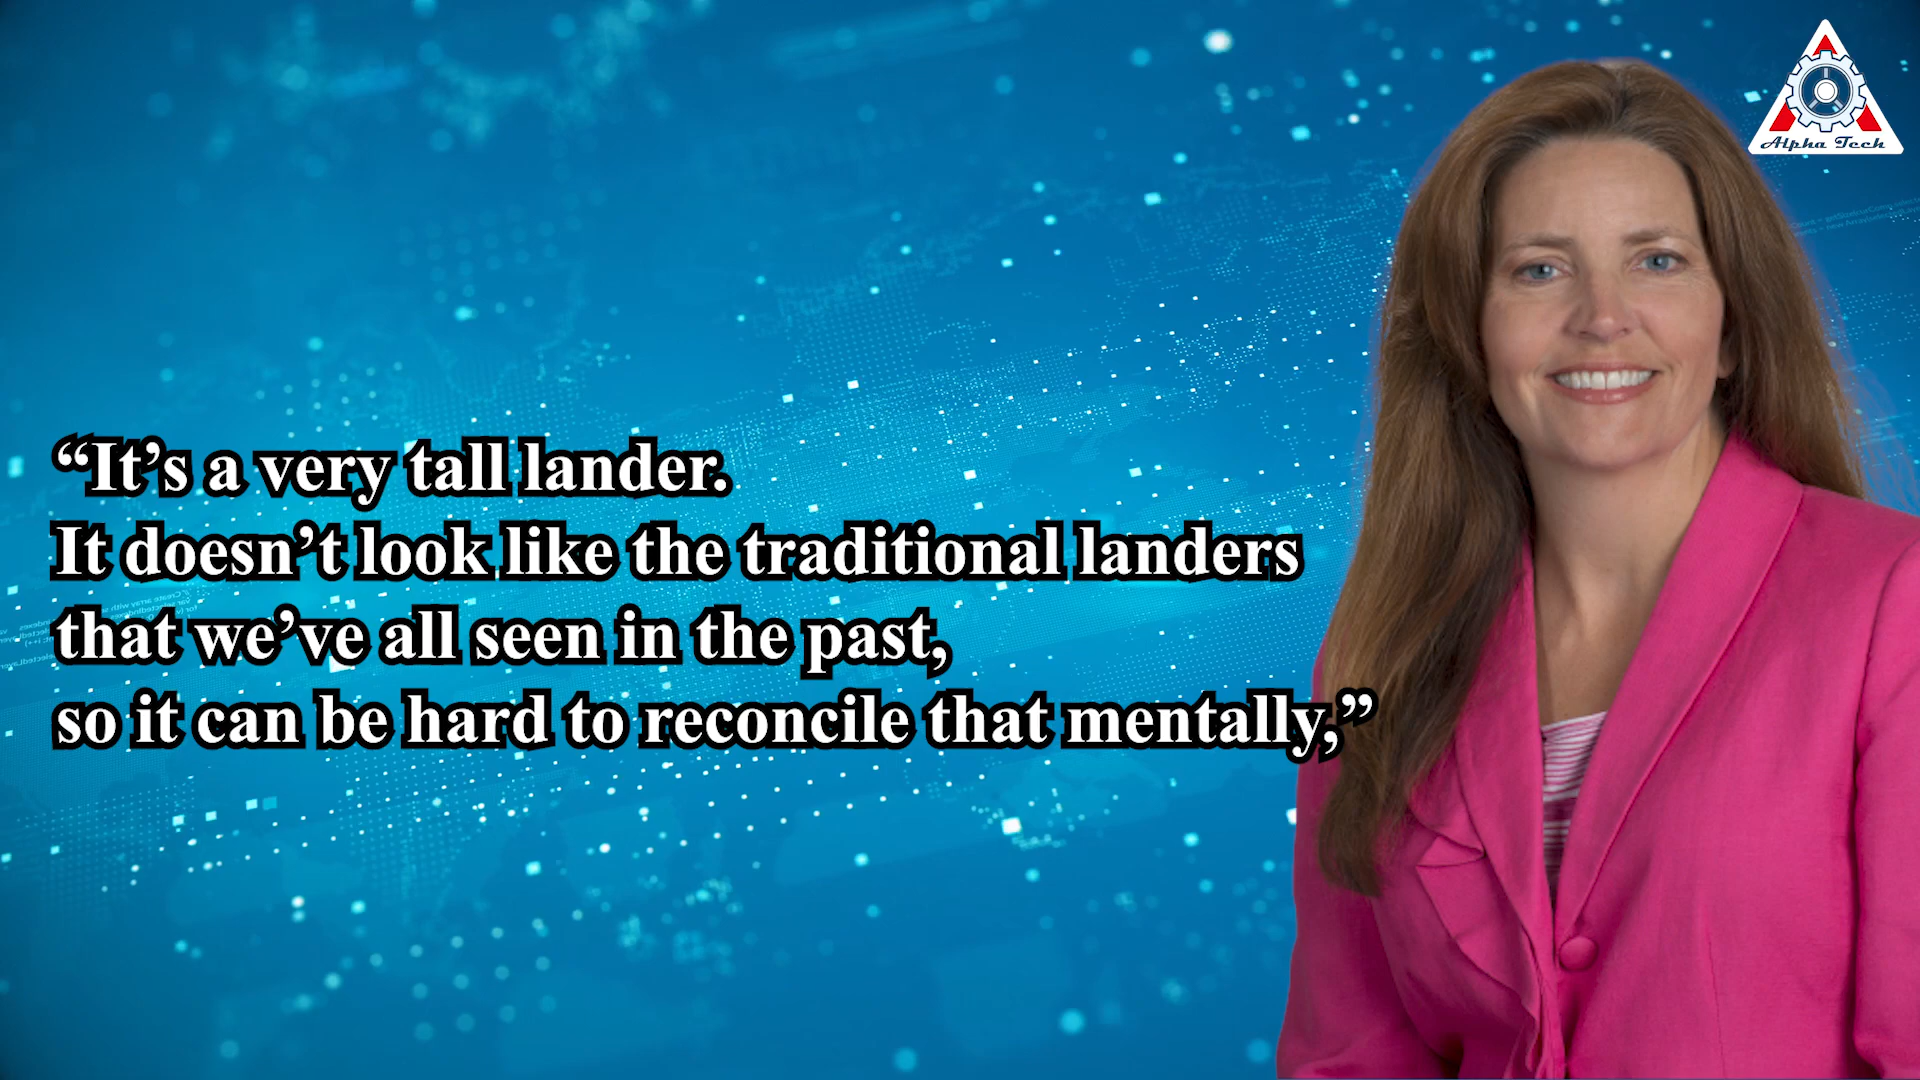 Alpha Tech
“It’s a very tall lander.
It doesn’t look like the traditional landers
that we’ve all seen in the past,
so it can be hard to reconcile that mentally,”